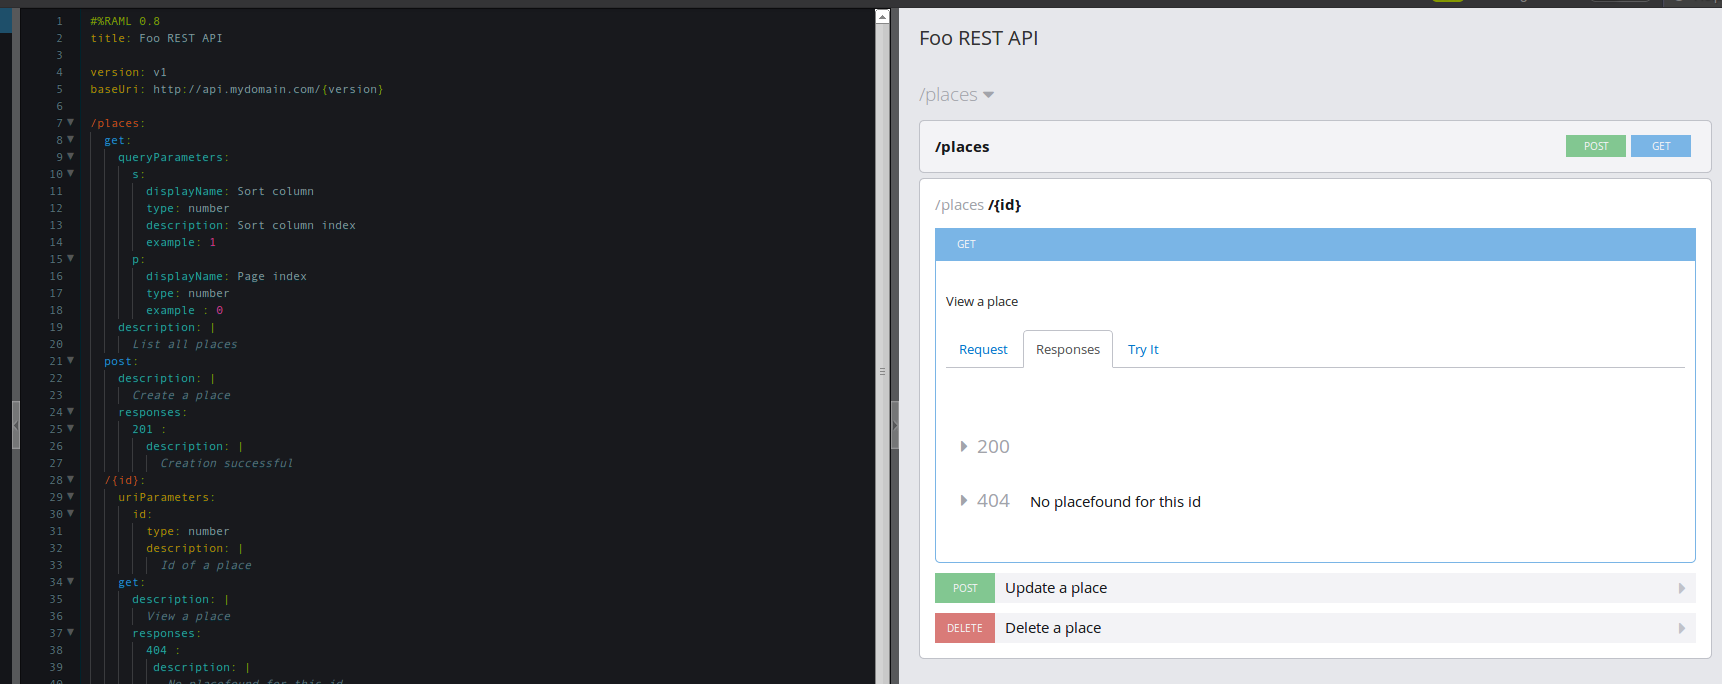 1 #%RAML 0.8
2 title: Foo REST API
3
4 version: v1
5 baseUri: http://api.mydomain.com/{version}
6
7 /places:
8 get:
9 queryParameters:
10 s:
11 displayName: Sort column
12 type: number
13 description: Sort column index
14 example: 1
15 p:
16 displayName: Page index
17 type: number
18 example : 0
19 description: |
20 List all places
21 post:
22 description: |
23 Create a place
24 responses:
25 201 :
26 description: |
27 Creation successful
28 /{id}:
29 uriParameters:
30 id:
31 type: number
32 description: |
33 Id of a place
34 get:
35 description: |
36 View a place
37 responses:
38 404 :
39 description: |
40 No placefound for this id
Foo REST API
/places
/places POST GET
/places /{id}
GET
View a place
Request Responses Try It
200
404 No placefound for this id
POST Update a place
DELETE Delete a place